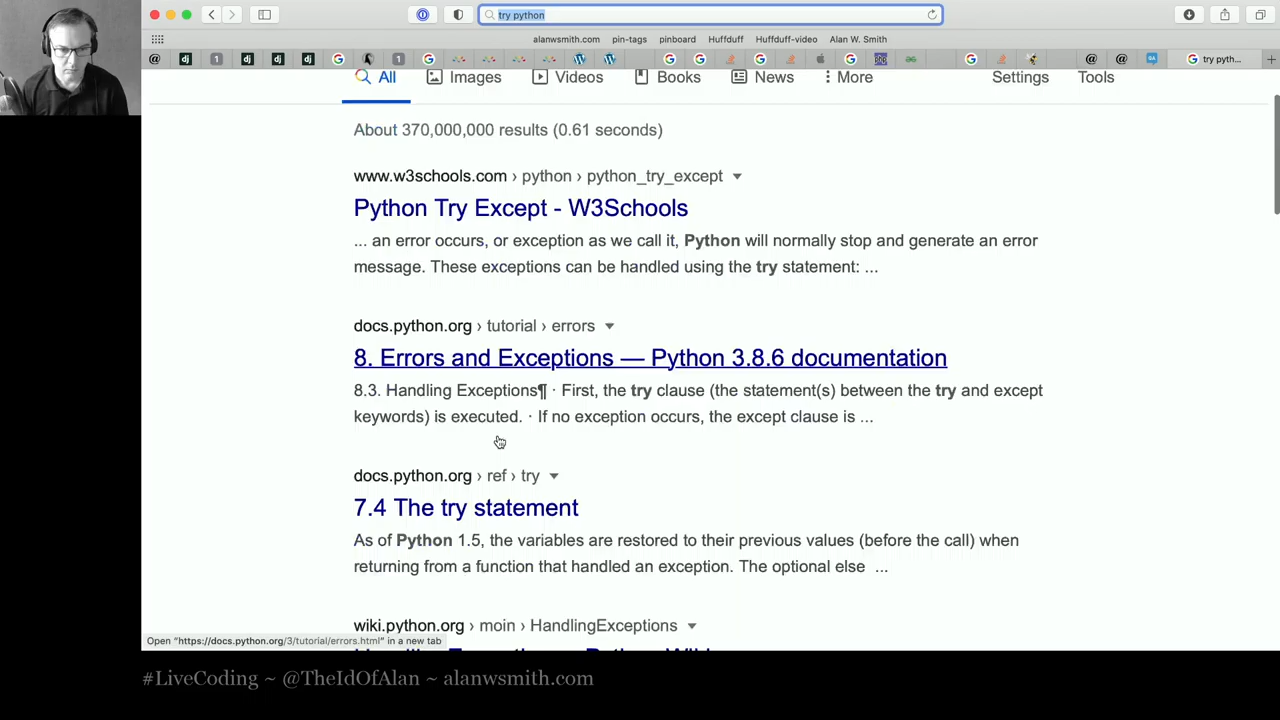 try python
alanwsmith.com pin-tags pinboard Huffduff Huffduff-video Alan W. Smith
try pyth...
All Images Videos Books News More Settings Tools
About 370,000,000 results (0.61 seconds)
www.w3schools.com › python › python_try_except
Python Try Except - W3Schools
... an error occurs, or exception as we call it, Python will normally stop and generate an error
message. These exceptions can be handled using the try statement: ...
docs.python.org › tutorial › errors
8. Errors and Exceptions — Python 3.8.6 documentation
8.3. Handling Exceptions¶ · First, the try clause (the statement(s) between the try and except
keywords) is executed. · If no exception occurs, the except clause is ...
docs.python.org › ref › try
7.4 The try statement
As of Python 1.5, the variables are restored to their previous values (before the call) when
returning from a function that handled an exception. The optional else ...
wiki.python.org › moin › HandlingExceptions
Open "https://docs.python.org/3/tutorial/errors.html" in a new tab
#LiveCoding ~ @TheIdOfAlan ~ alanwsmith.com